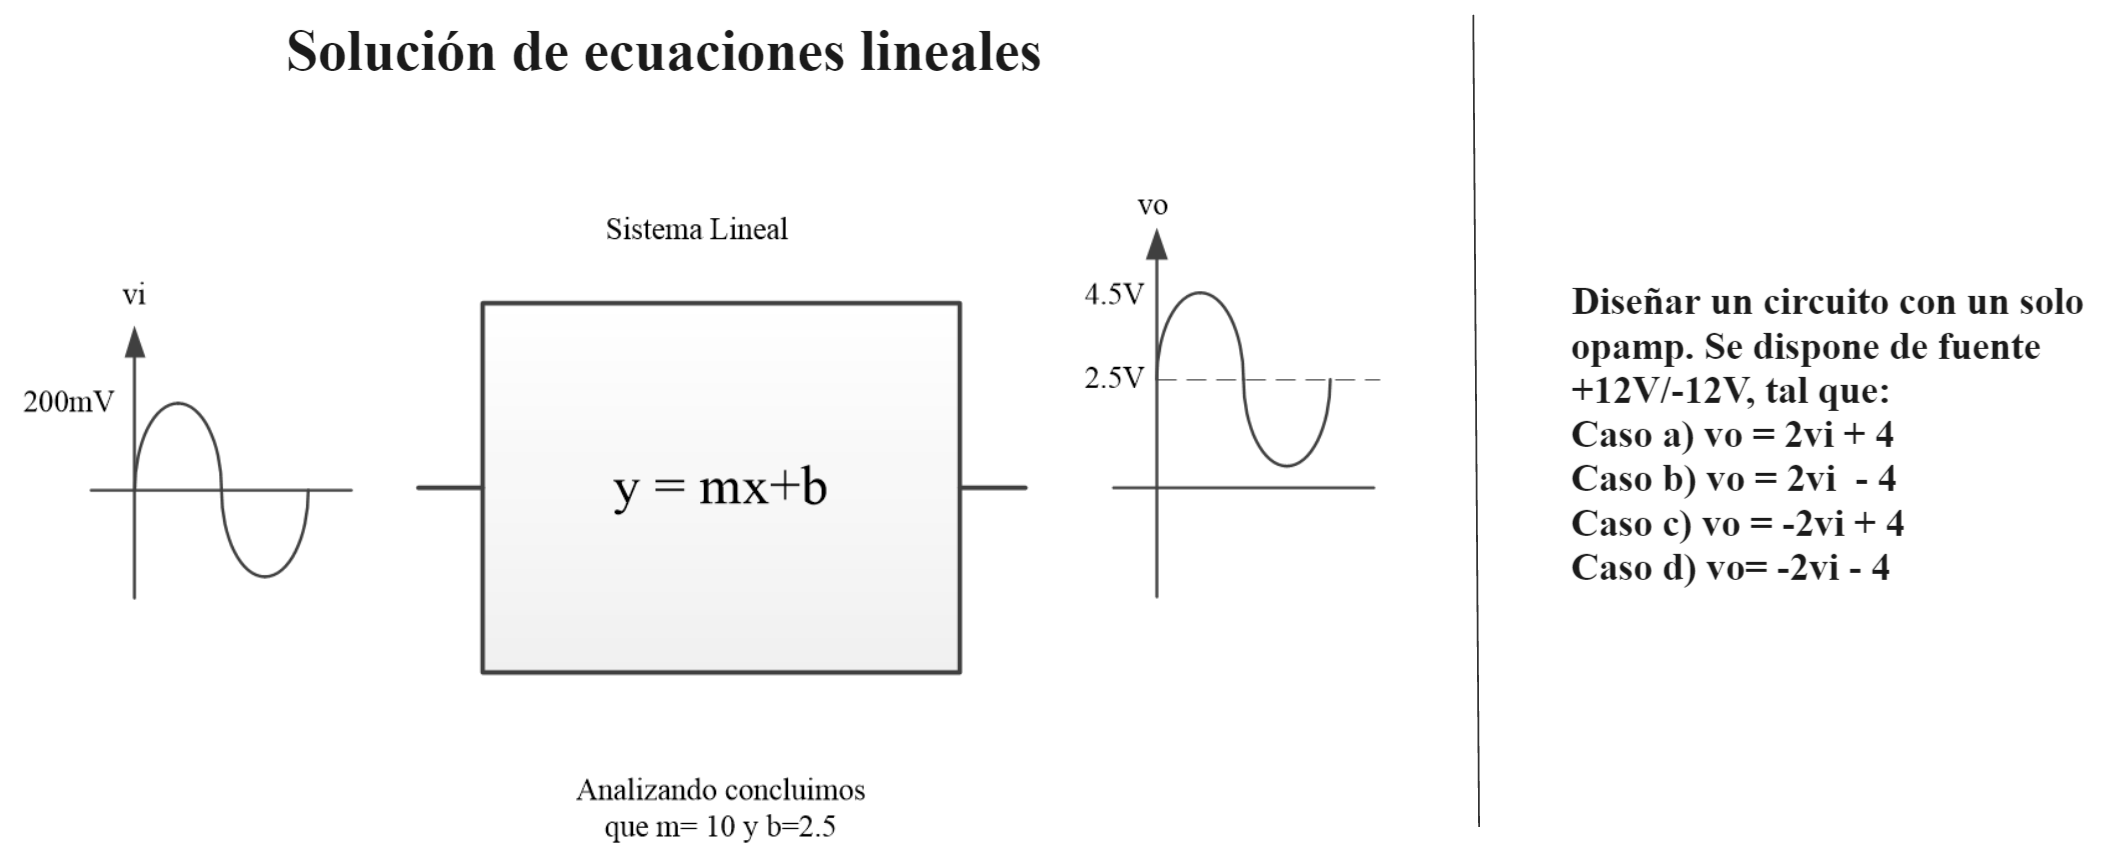 Solución de ecuaciones lineales
Sistema Lineal
vi
200mV
y = mx+b
vo
4.5V
2.5V
Analizando concluimos
que m= 10 y b=2.5
Diseñar un circuito con un solo
opamp. Se dispone de fuente
+12V/-12V, tal que:
Caso a) vo = 2vi + 4
Caso b) vo = 2vi  - 4
Caso c) vo = -2vi + 4
Caso d) vo= -2vi - 4